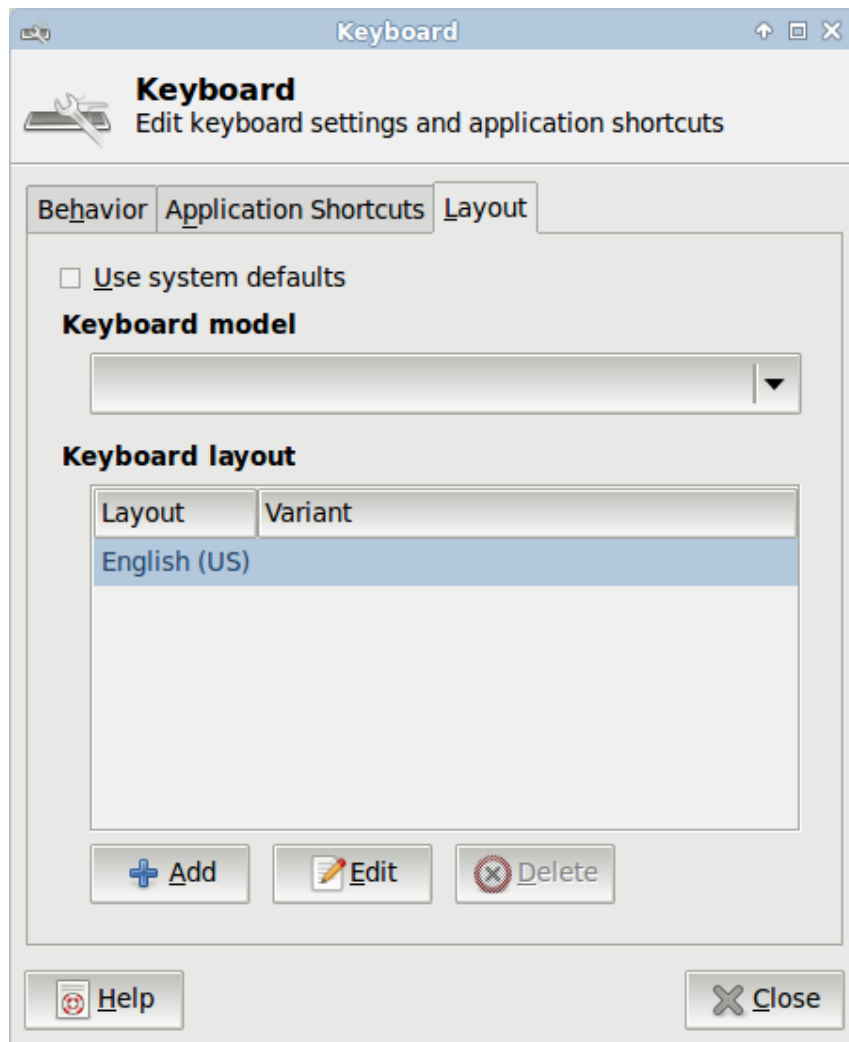 Keyboard
Keyboard
Edit keyboard settings and application shortcuts
Behavior Application Shortcuts Layout
Use system defaults
Keyboard model
Keyboard layout
Layout Variant
English (US)
Add Edit Delete
Help Close